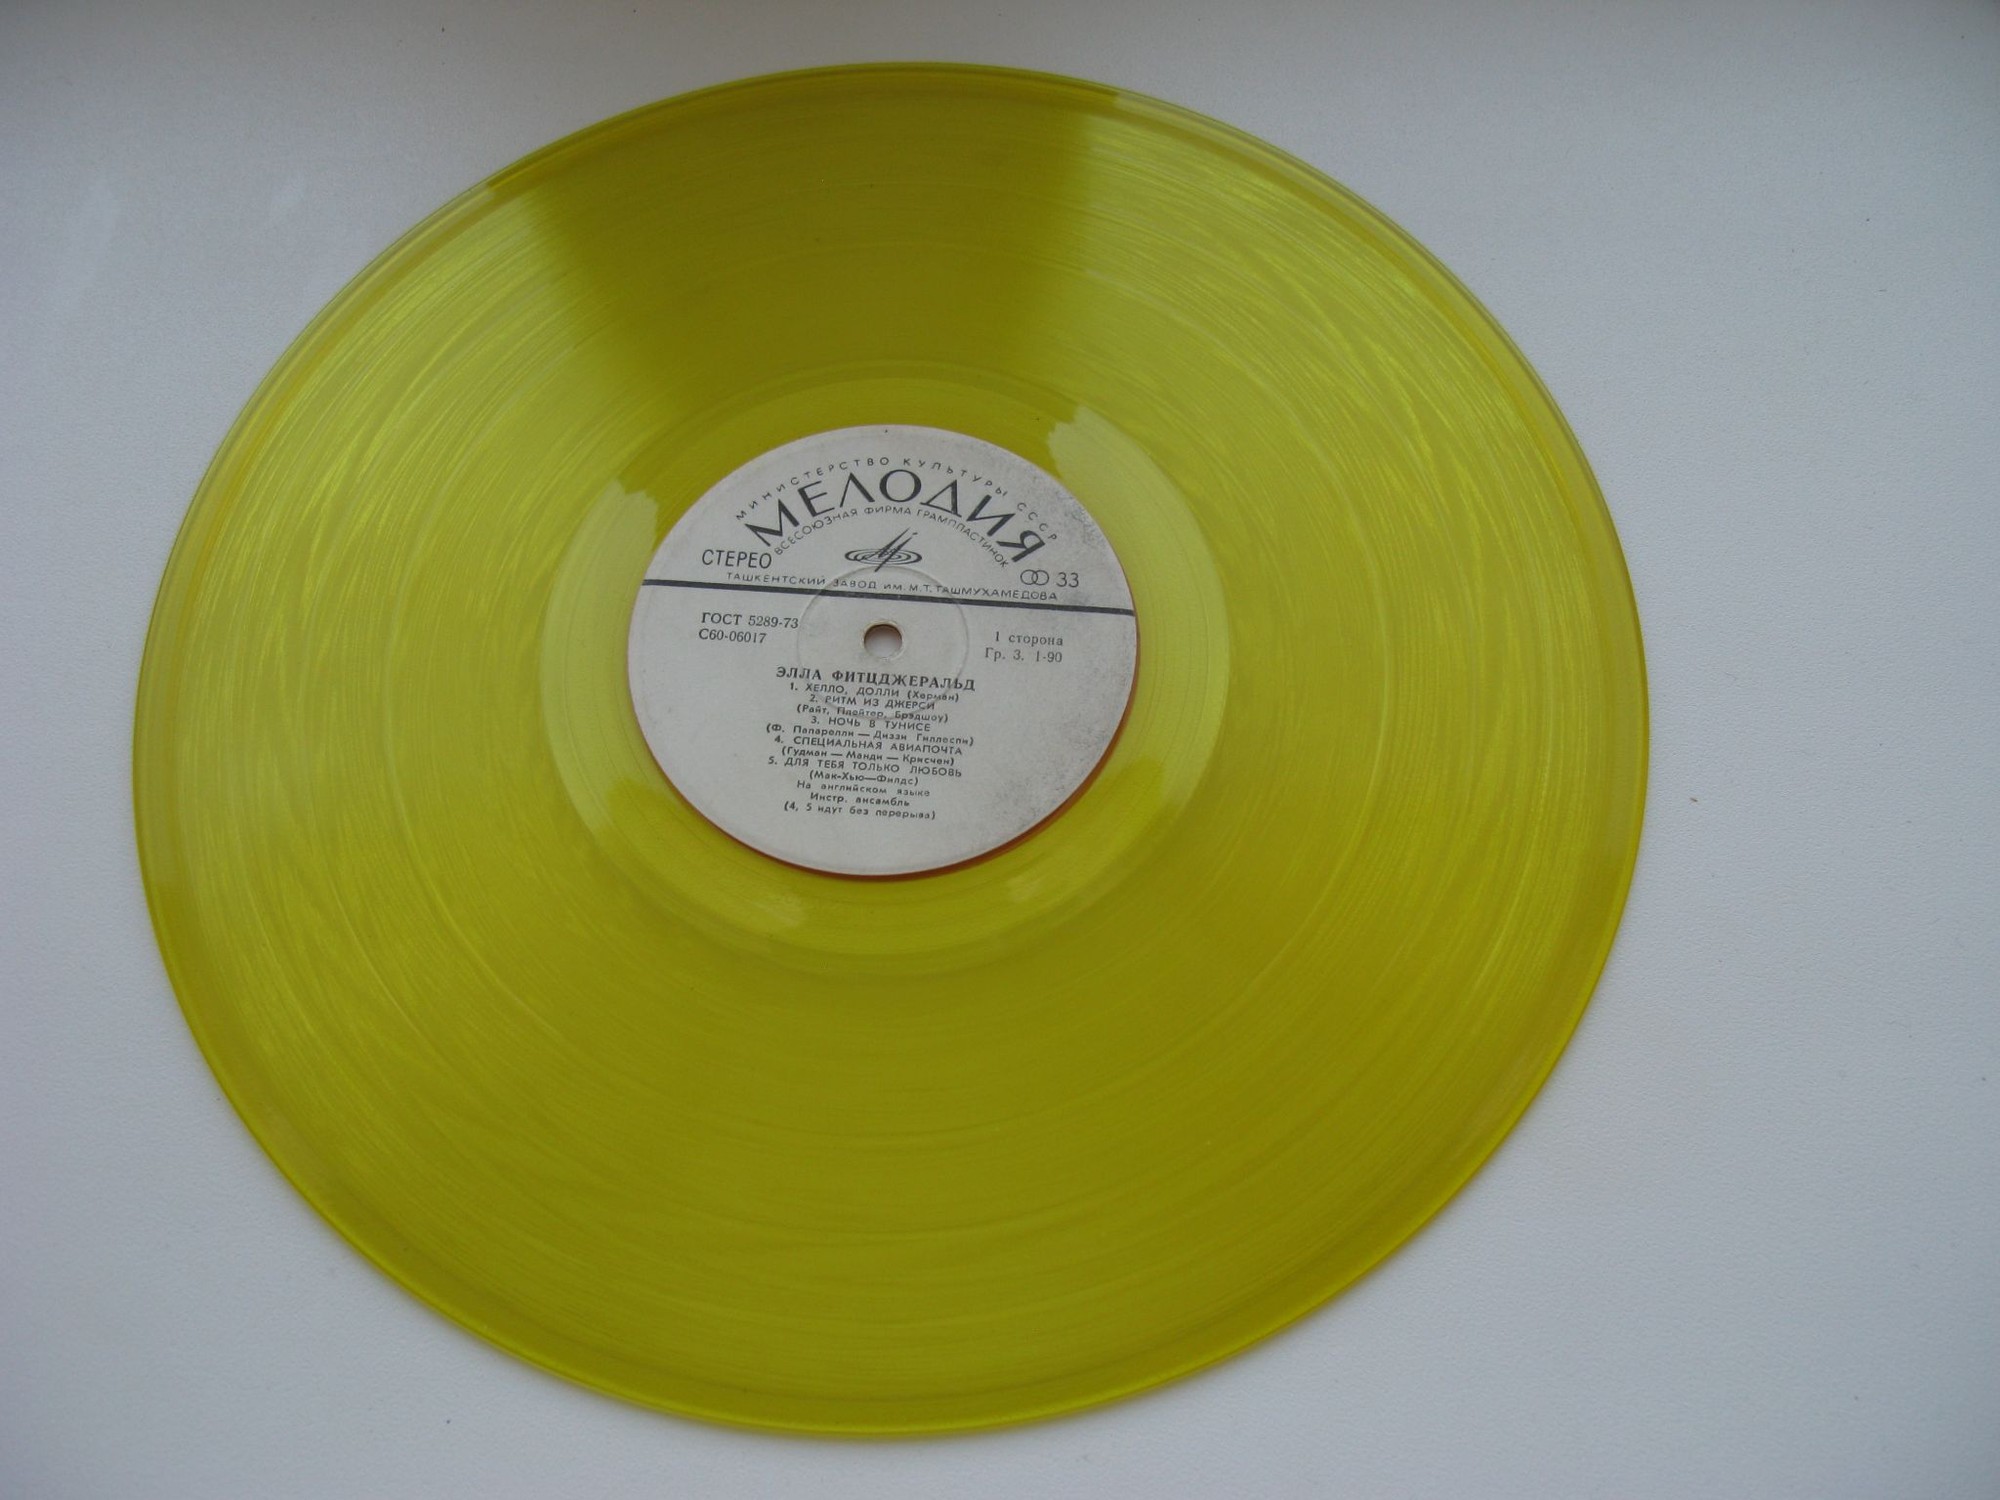 МИНИСТЕРСТВО КУЛЬТУРЫ СССР
МЕЛОДИЯ
ВСЕСОЮЗНАЯ ФИРМА ГРАМПЛАСТИНОК
СТЕРЕО
33
ТАШКЕНТСКИЙ ЗАВОД ИМ. М.Т. ТАШМУХАМЕДОВА
ГОСТ 5289-73
С60-06017
1 сторона
Гр. 3. 1-90
ЭЛЛА ФИТЦДЖЕРАЛЬД
1. ХЕЛЛО, ДОЛЛИ (Херман)
2. РИТМ ИЗ ДЖЕРСИ
(Райт, Плейтер, Брэдшоу)
3. НОЧЬ В ТУНИСЕ
(Ф. Папарелли — Диззи Гиллеспи)
4. СПЕЦИАЛЬНАЯ АВИАПОЧТА
(Гудман — Манди — Крисчен)
5. ДЛЯ ТЕБЯ ТОЛЬКО ЛЮБОВЬ
(Мак-Хью—Филдс)
На английском языке
Инстр. ансамбль
(4, 5 идут без перерыва)